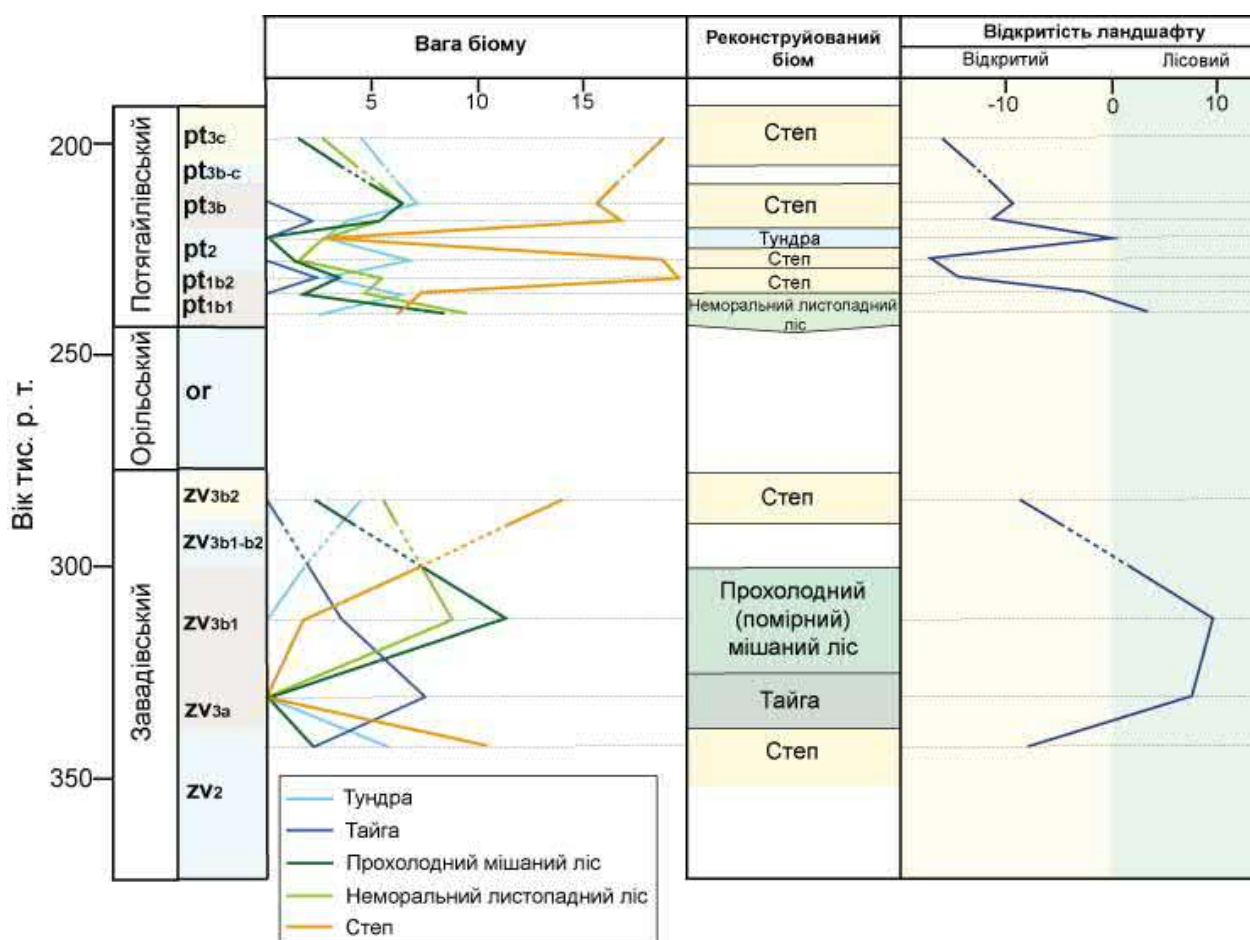 Вага біому
Реконструйований
біом
Відкритість ландшафту
Відкритий
Лісовий
5
10
15
-10
0
10
Вік тис. р. т.
200
250
300
350
Потягайлівський
Орільський
Завадівський
pt3c
pt3b-c
pt3b
pt2
pt1b2
pt1b1
or
zv3b2
zv3b1-b2
zv3b1
zv3a
zv2
Степ
Степ
Тундра
Степ
Степ
Неморальний листопадний
ліс
Степ
Прохолодний
(помірний)
мішаний ліс
Тайга
Степ
Тундра
Тайга
Прохолодний мішаний ліс
Неморальний листопадний ліс
Степ